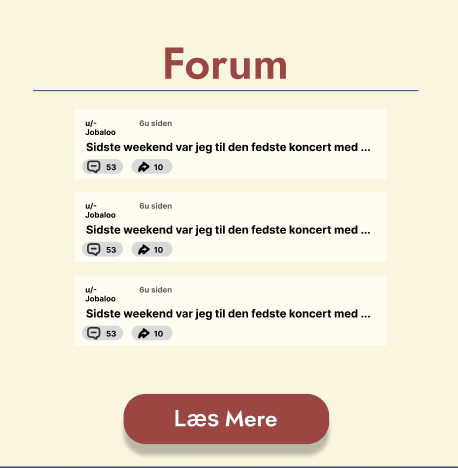 Forum
u/-
Jobaloo
6u siden
Sidste weekend var jeg til den fedste koncert med ...
53
10
u/-
Jobaloo
6u siden
Sidste weekend var jeg til den fedste koncert med ...
53
10
u/-
Jobaloo
6u siden
Sidste weekend var jeg til den fedste koncert med ...
53
10
Læs Mere